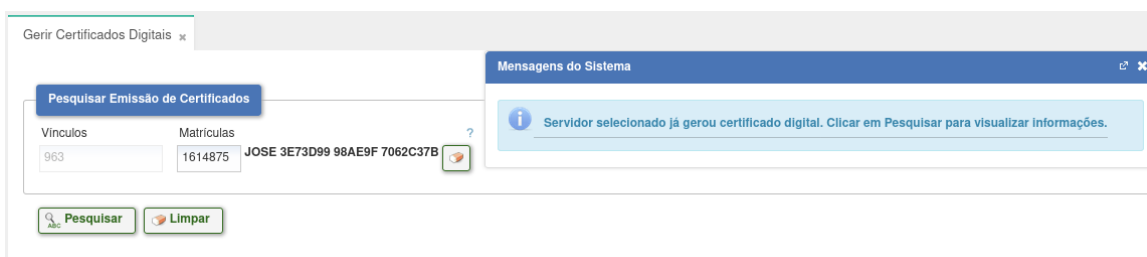 Gerir Certificados Digitais
Mensagens do Sistema
Servidor selecionado já gerou certificado digital. Clicar em Pesquisar para visualizar informações.
Pesquisar Emissão de Certificados
Vínculos Matrículas ?
963 1614875 JOSE 3E73D99 98AE9F 7062C37B
ABC Pesquisar Limpar